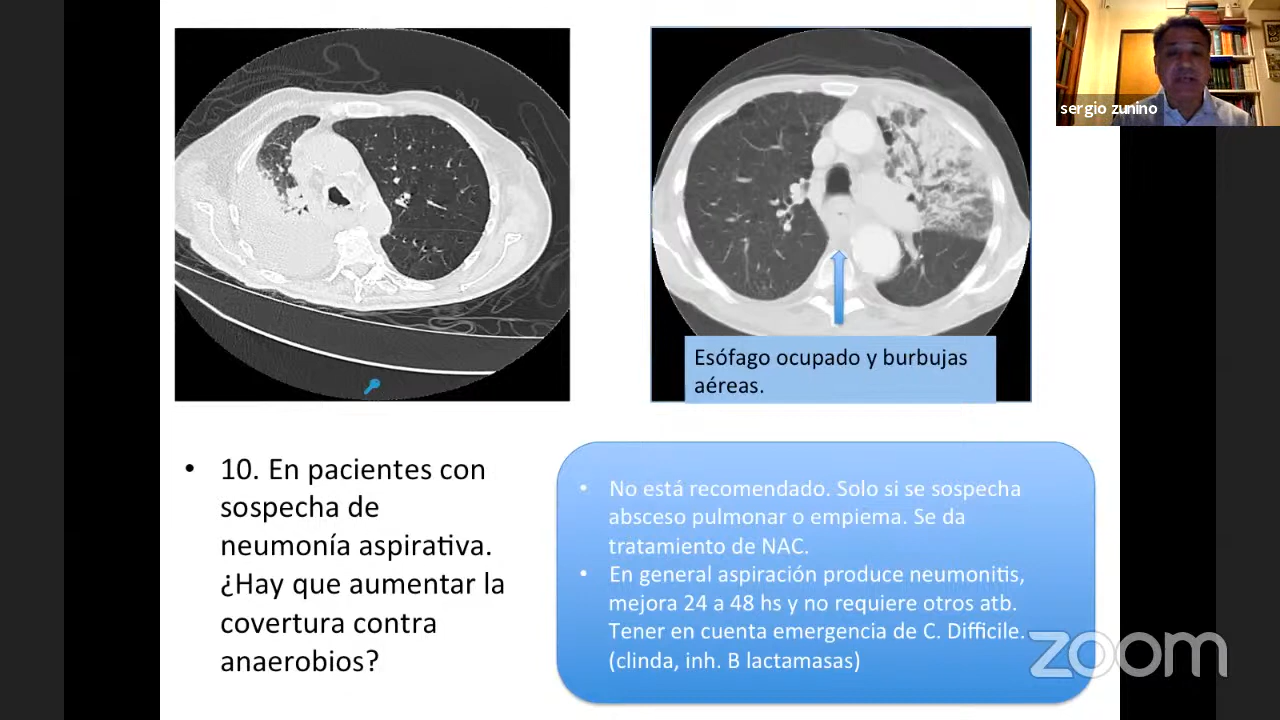 sergio zunino
Esófago ocupado y burbujas
aéreas.
• 10. En pacientes con
sospecha de
neumonía aspirativa.
¿Hay que aumentar la
covertura contra
anaerobios?
• No está recomendado. Solo si se sospecha
absceso pulmonar o empiema. Se da
tratamiento de NAC.
• En general aspiración produce neumonitis,
mejora 24 a 48 hs y no requiere otros atb.
Tener en cuenta emergencia de C. Difficile.
(clinda, inh. B lactamasas)
zoom